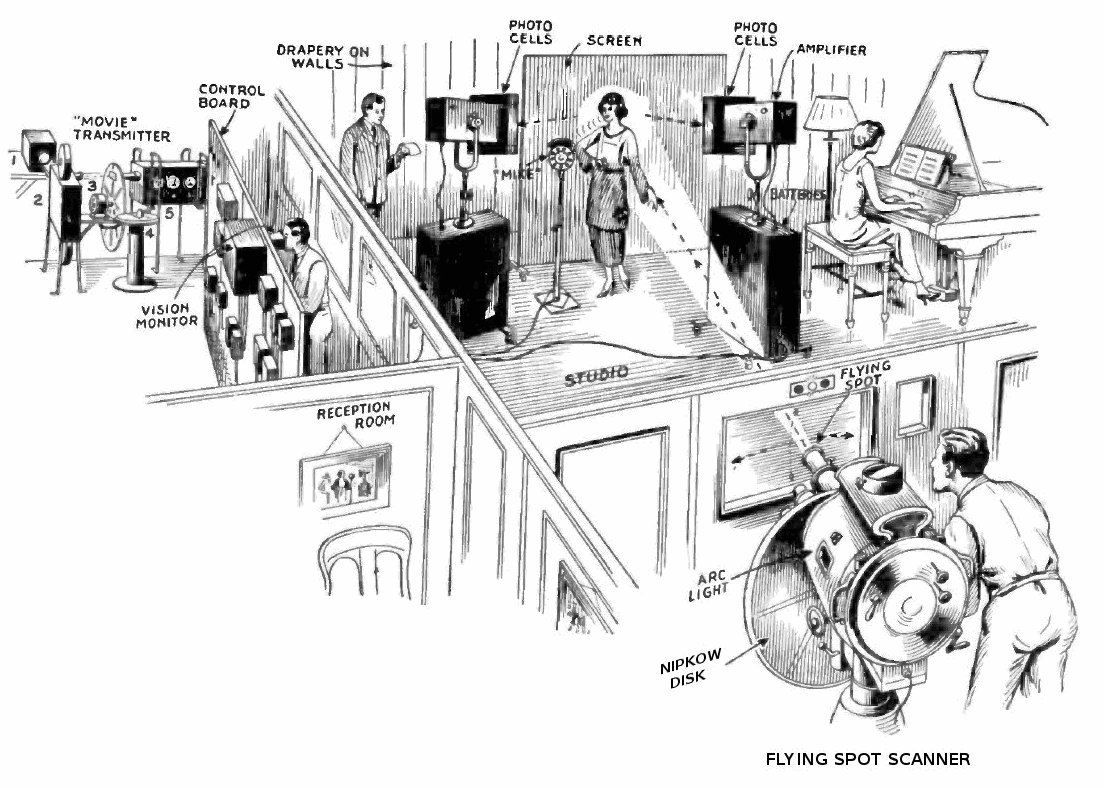 PHOTO
CELLS
SCREEN
PHOTO
CELLS
AMPLIFIER
DRAPERY ON
WALLS
CONTROL
BOARD
"MOVIE"
TRANSMITTER
1
2
3
4
5
"MIKE"
BATTERIES
VISION
MONITOR
STUDIO
FLYING
SPOT
RECEPTION
ROOM
ARC
LIGHT
NIPKOW
DISK
FLYING SPOT SCANNER